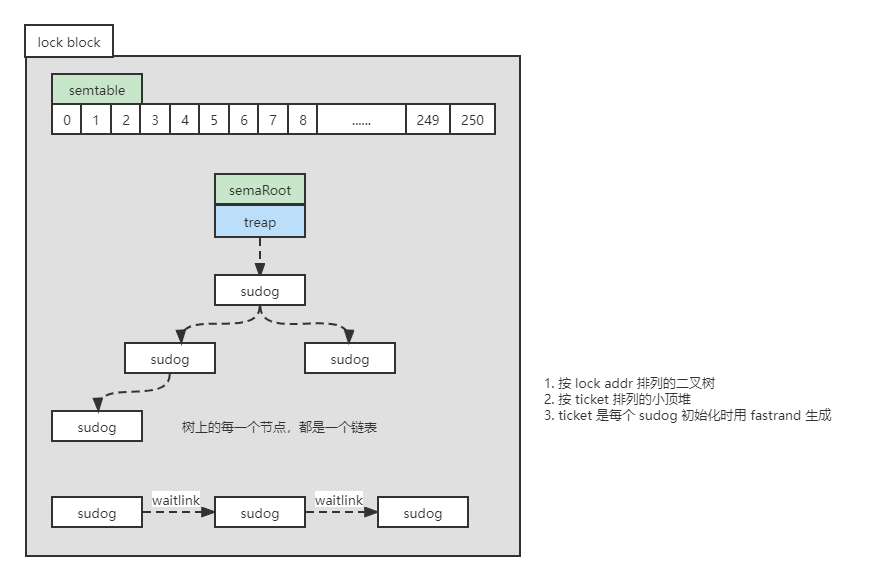 lock block
semtable
0 1 2 3 4 5 6 7 8 ...... 249 250
semaRoot
treap
sudog
sudog sudog
sudog
树上的每一个节点，都是一个链表
1. 按 lock addr 排列的二叉树
2. 按 ticket 排列的小顶堆
3. ticket 是每个 sudog 初始化时用 fastrand 生成
sudog waitlink sudog waitlink sudog